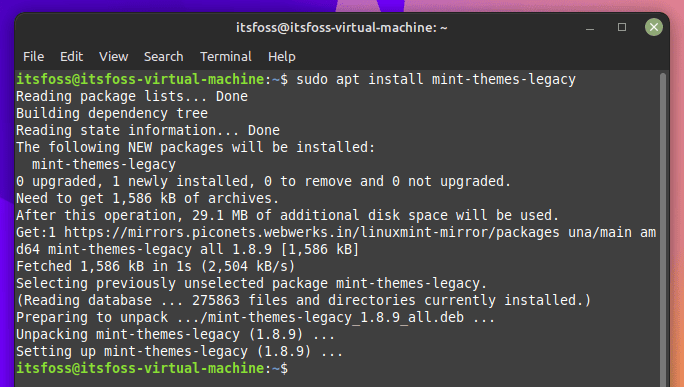 itsfoss@itsfoss-virtual-machine: ~
File Edit View Search Terminal Help
itsfoss@itsfoss-virtual-machine:~$ sudo apt install mint-themes-legacy
Reading package lists... Done
Building dependency tree
Reading state information... Done
The following NEW packages will be installed:
  mint-themes-legacy
0 upgraded, 1 newly installed, 0 to remove and 0 not upgraded.
Need to get 1,586 kB of archives.
After this operation, 29.1 MB of additional disk space will be used.
Get:1 https://mirrors.piconets.webwerks.in/linuxmint-mirror/packages una/main am
d64 mint-themes-legacy all 1.8.9 [1,586 kB]
Fetched 1,586 kB in 1s (2,504 kB/s)
Selecting previously unselected package mint-themes-legacy.
(Reading database ... 275863 files and directories currently installed.)
Preparing to unpack .../mint-themes-legacy_1.8.9_all.deb ...
Unpacking mint-themes-legacy (1.8.9) ...
Setting up mint-themes-legacy (1.8.9) ...
itsfoss@itsfoss-virtual-machine:~$